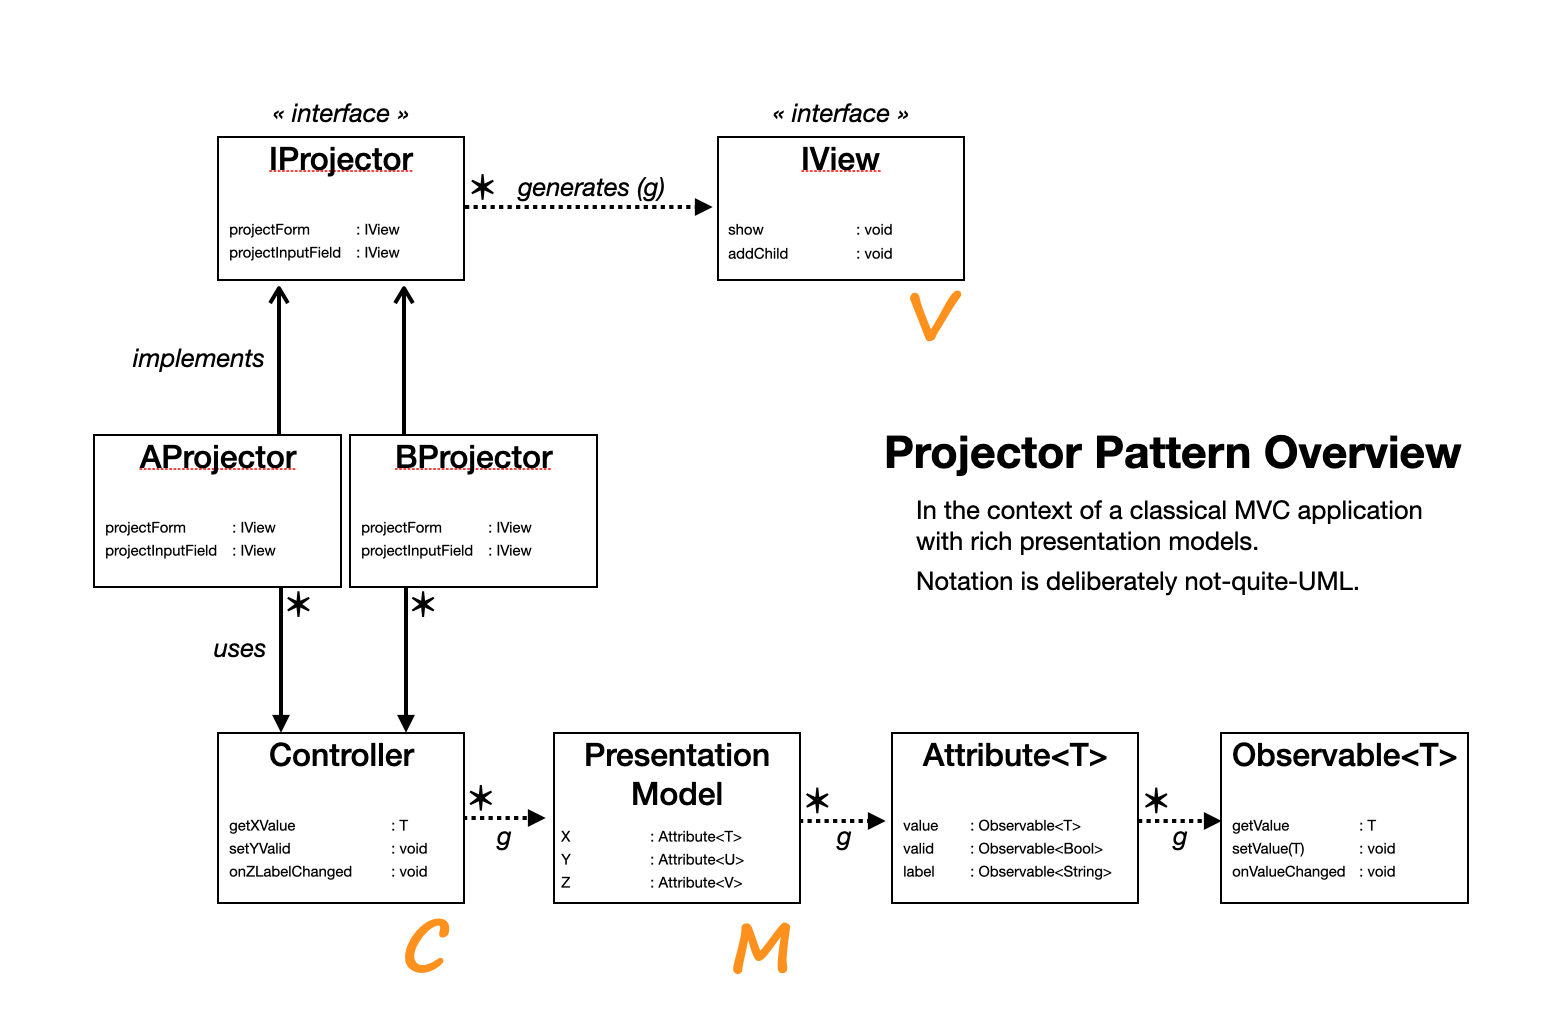 « interface »
« interface »
IProjector
IView
* generates (g)
projectForm : IView
projectInputField : IView
show : void
addChild : void
V
implements
AProjector
BProjector
projectForm : IView
projectInputField : IView
projectForm : IView
projectInputField : IView
Projector Pattern Overview
In the context of a classical MVC application
with rich presentation models.
Notation is deliberately not-quite-UML.
* *
uses
Controller
getXValue : T
setYValid : void
onZLabelChanged : void
C
* g
Presentation
Model
X : Attribute<T>
Y : Attribute<U>
Z : Attribute<V>
M
* g
Attribute<T>
value : Observable<T>
valid : Observable<Bool>
label : Observable<String>
* g
Observable<T>
getValue : T
setValue(T) : void
onValueChanged : void